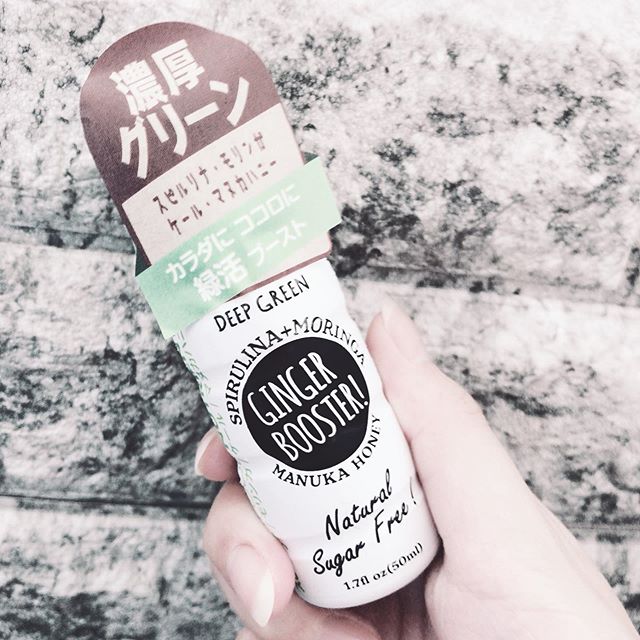 濃厚
グリーン
スピルリナ・モリンガ
ケール・マヌカハニー
カラダに ココロに
緑活 ブースト
DEEP GREEN
SPIRULINA+MORINGA
GINGER
BOOSTER!
MANUKA HONEY
Natural
Sugar Free!
1.7fl oz(50ml)